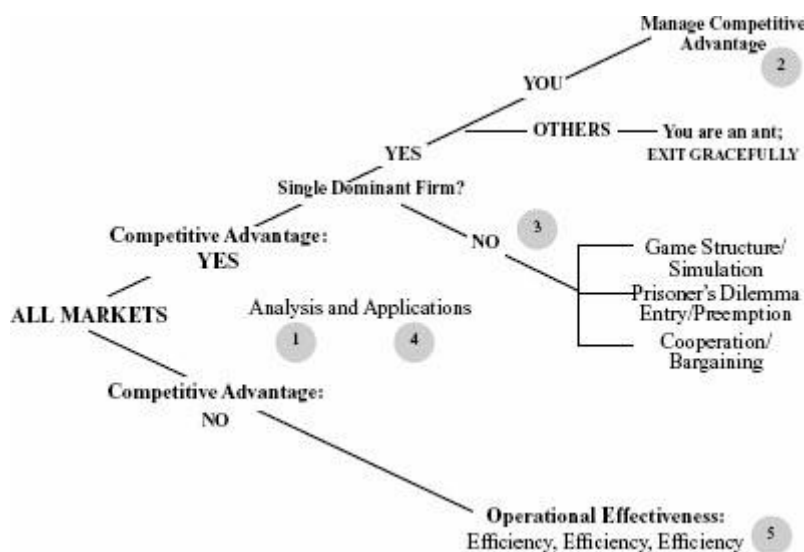 Manage Competitive
Advantage
2
YOU
OTHERS
You are an ant;
EXIT GRACEFULLY
YES
Single Dominant Firm?
NO
3
Competitive Advantage:
YES
Game Structure/
Simulation
Prisoner's Dilemma
Entry/Preemption
Cooperation/
Bargaining
ALL MARKETS
Analysis and Applications
1
4
Competitive Advantage:
NO
Operational Effectiveness:
Efficiency, Efficiency, Efficiency
5